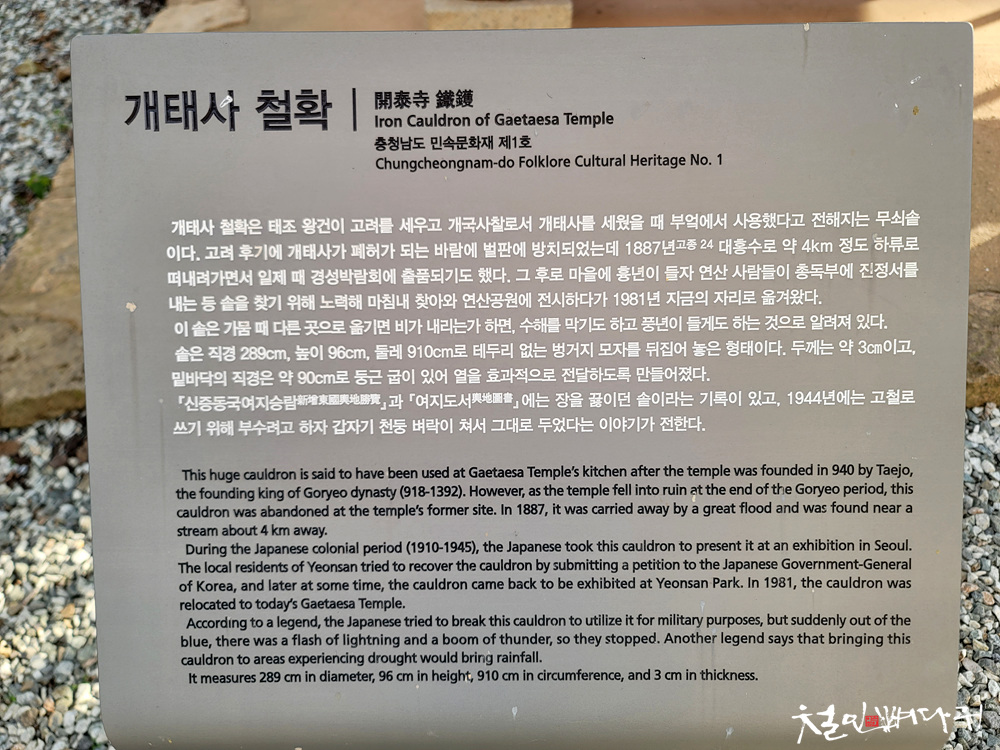 개태사 철확
開泰寺 鐵鑊
Iron Cauldron of Gaetaesa Temple
충청남도 민속문화재 제1호
Chungcheongnam-do Folklore Cultural Heritage No. 1
개태사 철확은 태조 왕건이 고려를 세우고 개국사찰로서 개태사를 세웠을 때 부엌에서 사용했다고 전해지는 무쇠솥
이다. 고려 후기에 개태사가 폐허가 되는 바람에 벌판에 방치되었는데 1887년고종 24 대홍수로 약 4km 정도 하류로
떠내려가면서 일제 때 경성박람회에 출품되기도 했다. 그 후로 마을에 흉년이 들자 연산 사람들이 총독부에 진정서를
내는 등 솥을 찾기 위해 노력해 마침내 찾아와 연산공원에 전시하다가 1981년 지금의 자리로 옮겨왔다.
이 솥은 가뭄 때 다른 곳으로 옮기면 비가 내리는가 하면, 수해를 막기도 하고 풍년이 들게도 하는 것으로 알려져 있다.
솥은 직경 289cm, 높이 96cm, 둘레 910cm로 테두리 없는 벙거지 모자를 뒤집어 놓은 형태이다. 두께는 약 3㎝이고,
밑바닥의 직경은 약 90cm로 둥근 굽이 있어 열을 효과적으로 전달하도록 만들어졌다.
『신증동국여지승람新增東國輿地勝覽』과 『여지도서輿地圖書』에는 장을 끓이던 솥이라는 기록이 있고, 1944년에는 고철로
쓰기 위해 부수려고 하자 갑자기 천둥 벼락이 쳐서 그대로 두었다는 이야기가 전한다.
This huge cauldron is said to have been used at Gaetaesa Temple's kitchen after the temple was founded in 940 by Taejo,
the founding king of Goryeo dynasty (918-1392). However, as the temple fell into ruin at the end of the Goryeo period, this
cauldron was abandoned at the temple's former site. In 1887, it was carried away by a great flood and was found near a
stream about 4 km away.
During the Japanese colonial period (1910-1945), the Japanese took this cauldron to present it at an exhibition in Seoul.
The local residents of Yeonsan tried to recover the cauldron by submitting a petition to the Japanese Government-General
of Korea, and later at some time, the cauldron came back to be exhibited at Yeonsan Park. In 1981, the cauldron was
relocated to today's Gaetaesa Temple.
According to a legend, the Japanese tried to break this cauldron to utilize it for military purposes, but suddenly out of the
blue, there was a flash of lightning and a boom of thunder, so they stopped. Another legend says that bringing this
cauldron to areas experiencing drought would bring rainfall.
It measures 289 cm in diameter, 96 cm in height, 910 cm in circumference, and 3 cm in thickness.